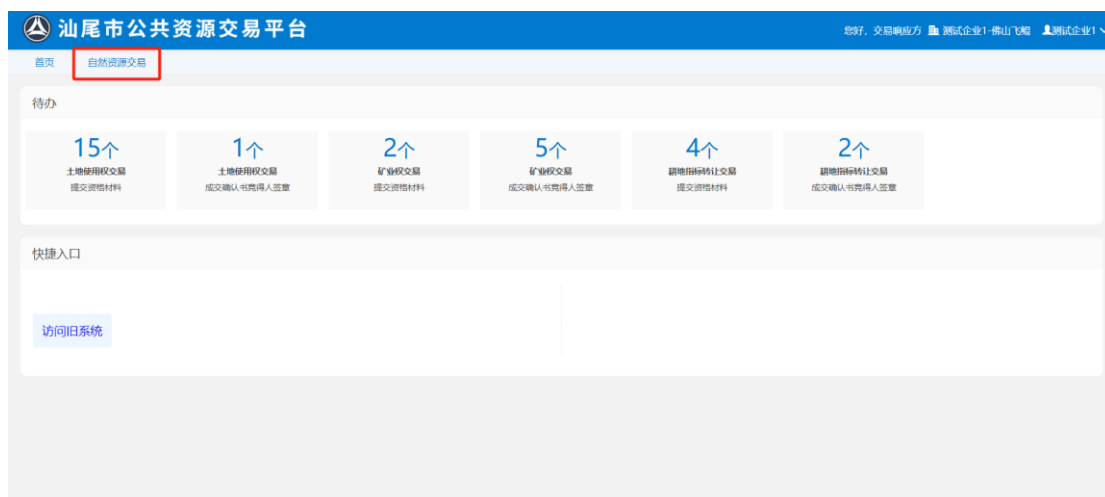 汕尾市公共资源交易平台
您好，交易响应方 测试企业1-佛山飞蝠 测试企业1
首页 自然资源交易
待办
15个 1个 2个 5个 4个 2个
土地使用权交易 土地使用权交易 矿业权交易 矿业权交易 耕地指标转让交易 耕地指标转让交易
提交资格材料 成交确认书竞得人签章 提交资格材料 成交确认书竞得人签章 提交资格材料 成交确认书竞得人签章
快捷入口
访问旧系统